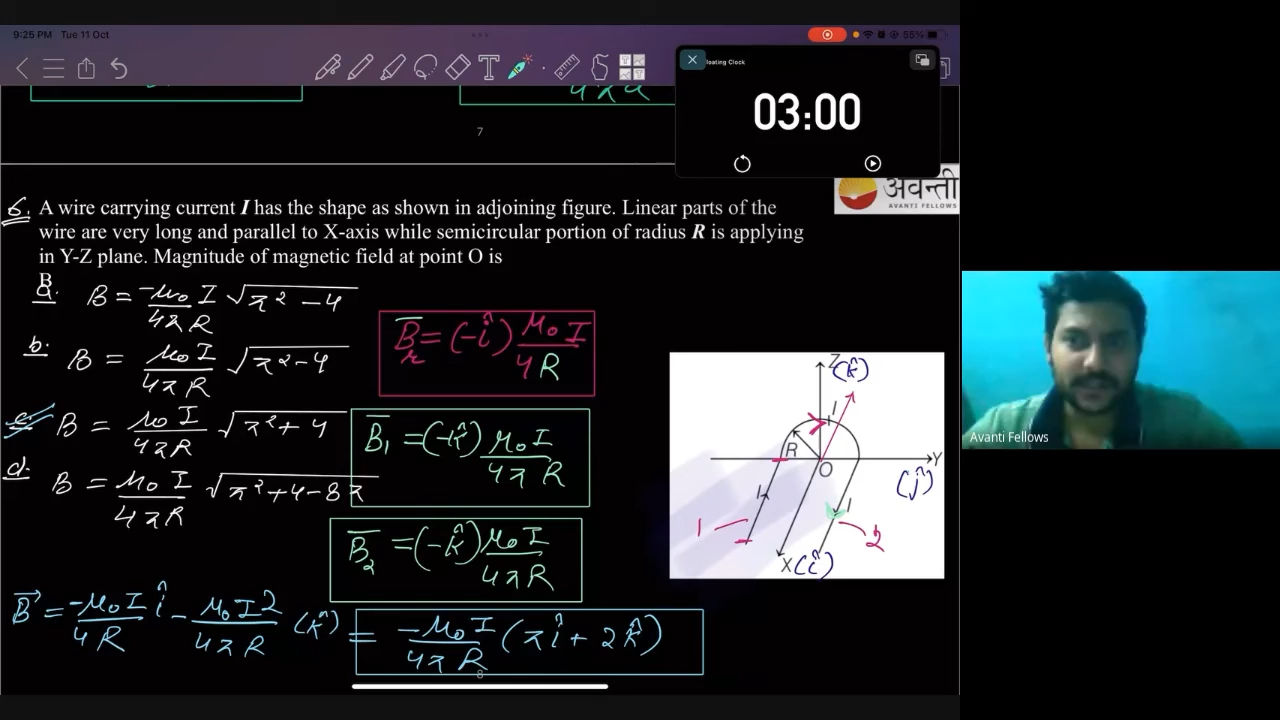 9:25 PM Tue 11 Oct
55%
loating Clock
03:00
7
अवन्ती
AVANTI FELLOWS
6. A wire carrying current I has the shape as shown in adjoining figure. Linear parts of the
wire are very long and parallel to X-axis while semicircular portion of radius R is applying
in Y-Z plane. Magnitude of magnetic field at point O is
B
a. B = -μ₀I/4πR √π² - 4
b. B = μ₀I/4πR √π² - 4
c. B = μ₀I/4πR √π² + 4
d. B = μ₀I/4πR √π² + 4 - 8π
B̄r = (-î) μ₀I/4R
B̄₁ = (-k̂) μ₀I/4πR
B̄₂ = (-k̂) μ₀I/4πR
B⃗ = -μ₀I/4R î - μ₀I2/4πR (k̂) = -μ₀I/4πR (πî + 2k̂)
8
Z (k̂)
I
R
O
Y
(ĵ)
I
I
1
2
X (î)
Avanti Fellows